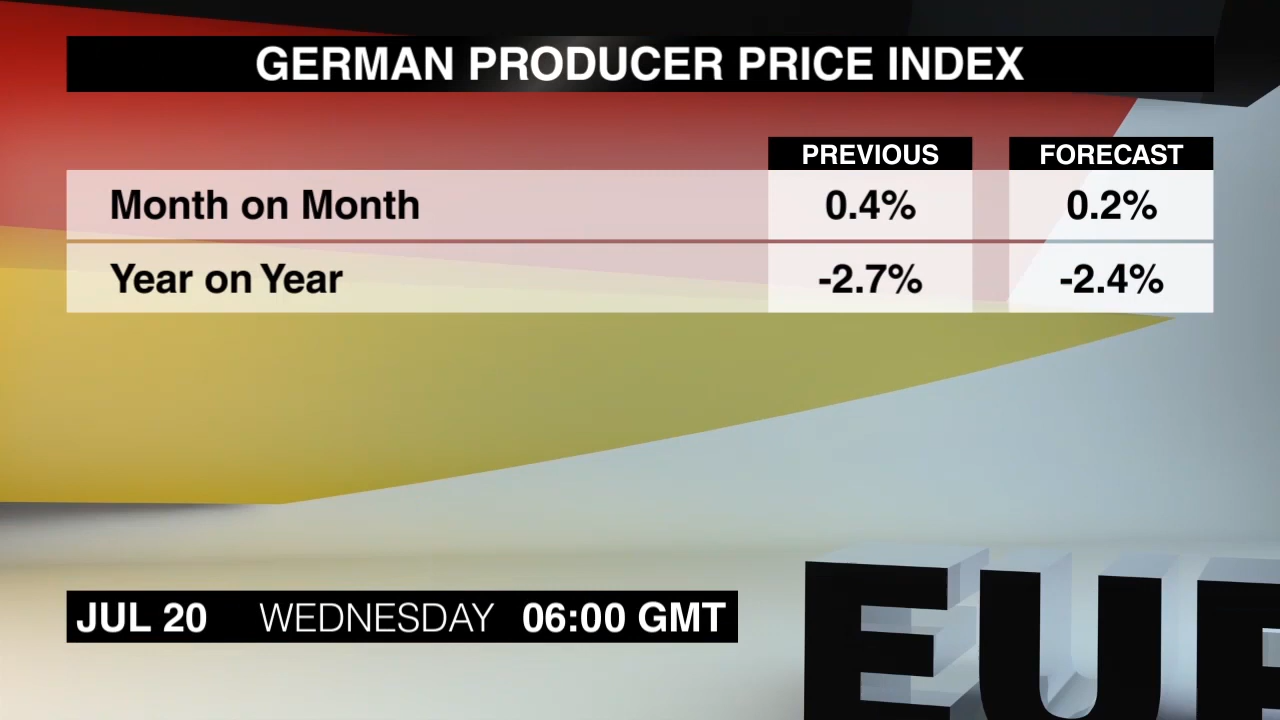 GERMAN PRODUCER PRICE INDEX
PREVIOUS FORECAST
Month on Month 0.4% 0.2%
Year on Year -2.7% -2.4%
JUL 20 WEDNESDAY 06:00 GMT
EUR